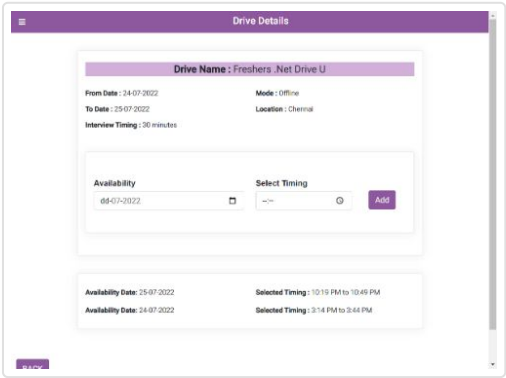 Drive Details
Drive Name : Freshers .Net Drive U
From Date : 24-07-2022 Mode : Offline
To Date : 25-07-2022 Location : Chennai
Interview Timing : 30 minutes
Availability Select Timing
dd-07-2022 --:-- Add
Availability Date: 25-07-2022 Selected Timing : 10:19 PM to 10:49 PM
Availability Date: 24-07-2022 Selected Timing : 3:14 PM to 3:44 PM
BACK